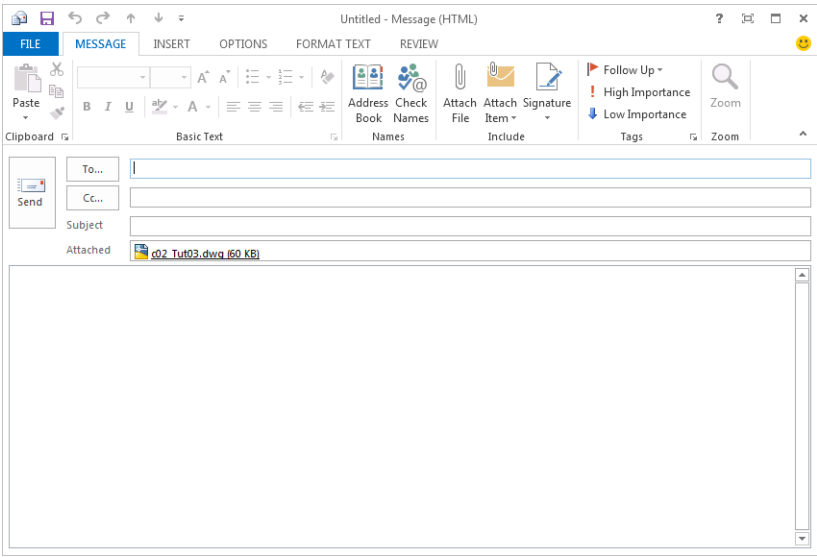 Untitled - Message (HTML) ?
FILE MESSAGE INSERT OPTIONS FORMAT TEXT REVIEW
Paste
B I U A A A
Address Book
Check Names
Attach File
Attach Item
Signature
Follow Up
High Importance
Low Importance
Zoom
Clipboard Basic Text Names Include Tags Zoom
Send
To...
Cc...
Subject
Attached c02_Tut03.dwg (60 KB)